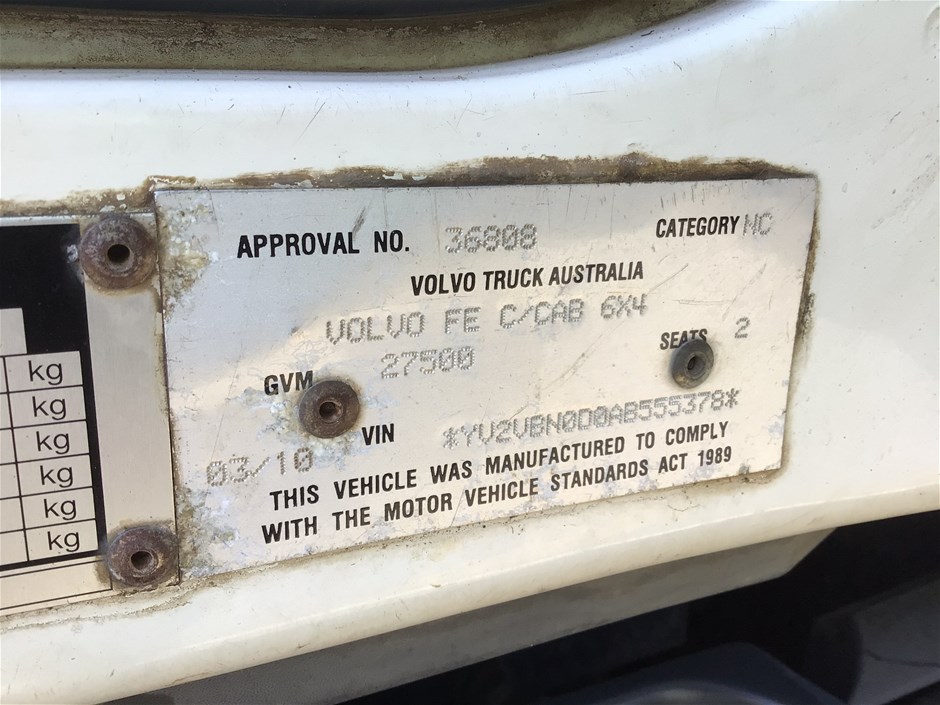 APPROVAL NO. 36808 CATEGORY NC
VOLVO TRUCK AUSTRALIA
VOLVO FE C/CAB 6X4
GVM 27500 SEATS 2
03/10 VIN *YV2VBN0D0AB555378*
THIS VEHICLE WAS MANUFACTURED TO COMPLY
WITH THE MOTOR VEHICLE STANDARDS ACT 1989
kg
kg
kg
kg
kg
kg